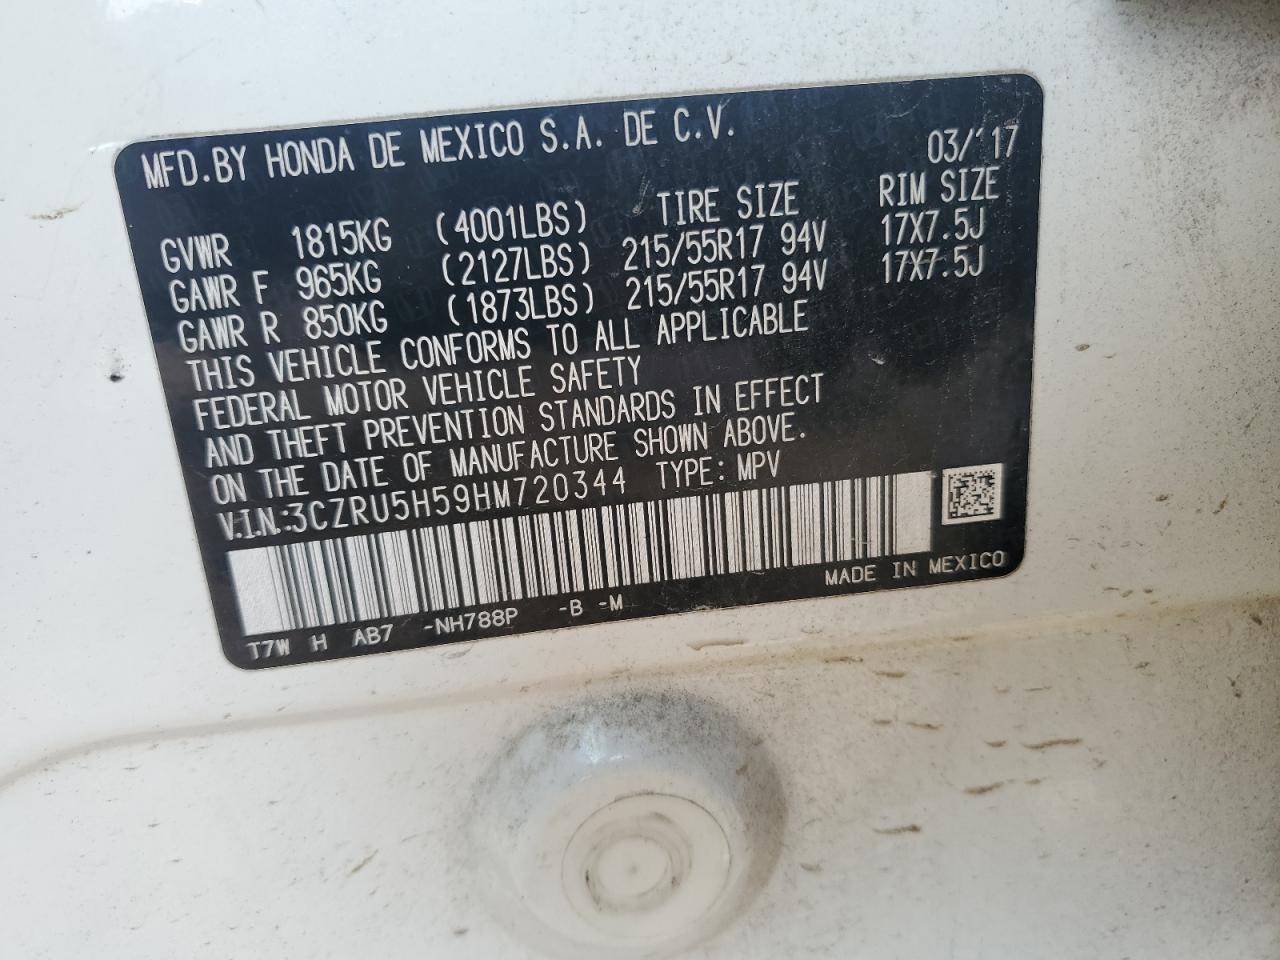 MFD.BY HONDA DE MEXICO S.A. DE C.V. 03/'17
TIRE SIZE RIM SIZE
GVWR 1815KG (4001LBS)
GAWR F 965KG (2127LBS) 215/55R17 94V 17X7.5J
GAWR R 850KG (1873LBS) 215/55R17 94V 17X7.5J
THIS VEHICLE CONFORMS TO ALL APPLICABLE
FEDERAL MOTOR VEHICLE SAFETY
AND THEFT PREVENTION STANDARDS IN EFFECT
ON THE DATE OF MANUFACTURE SHOWN ABOVE.
V.I.N.:3CZRU5H59HM720344 TYPE: MPV
MADE IN MEXICO
T7W H AB7 -NH788P -B -M